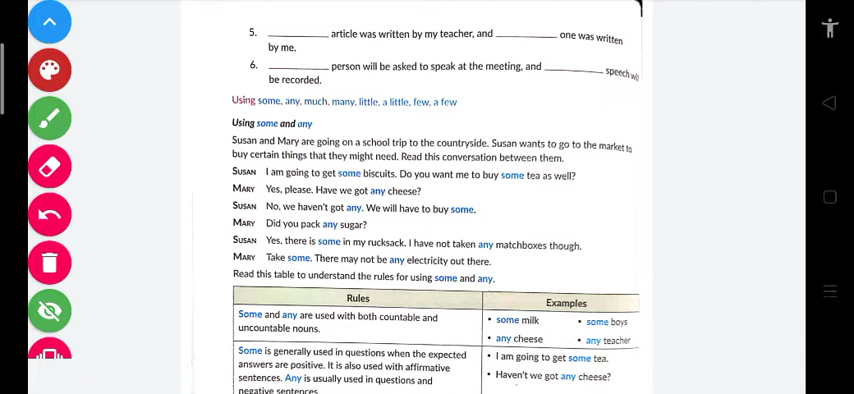 5. __________ article was written by my teacher, and __________ one was written
by me.
6. __________ person will be asked to speak at the meeting, and __________ speech
be recorded.
Using some, any, much, many, little, a little, few, a few
Using some and any
Susan and Mary are going on a school trip to the countryside. Susan wants to go to the market to
buy certain things that they might need. Read this conversation between them.
SUSAN I am going to get some biscuits. Do you want me to buy some tea as well?
MARY Yes, please. Have we got any cheese?
SUSAN No, we haven't got any. We will have to buy some.
MARY Did you pack any sugar?
SUSAN Yes, there is some in my rucksack. I have not taken any matchboxes though.
MARY Take some. There may not be any electricity out there.
Read this table to understand the rules for using some and any.
Rules
Examples
Some and any are used with both countable and
uncountable nouns.
• some milk • some boys
• any cheese • any teacher
Some is generally used in questions when the expected
answers are positive. It is also used with affirmative
sentences. Any is usually used in questions and
negative sentences
• I am going to get some tea.
• Haven't we got any cheese?